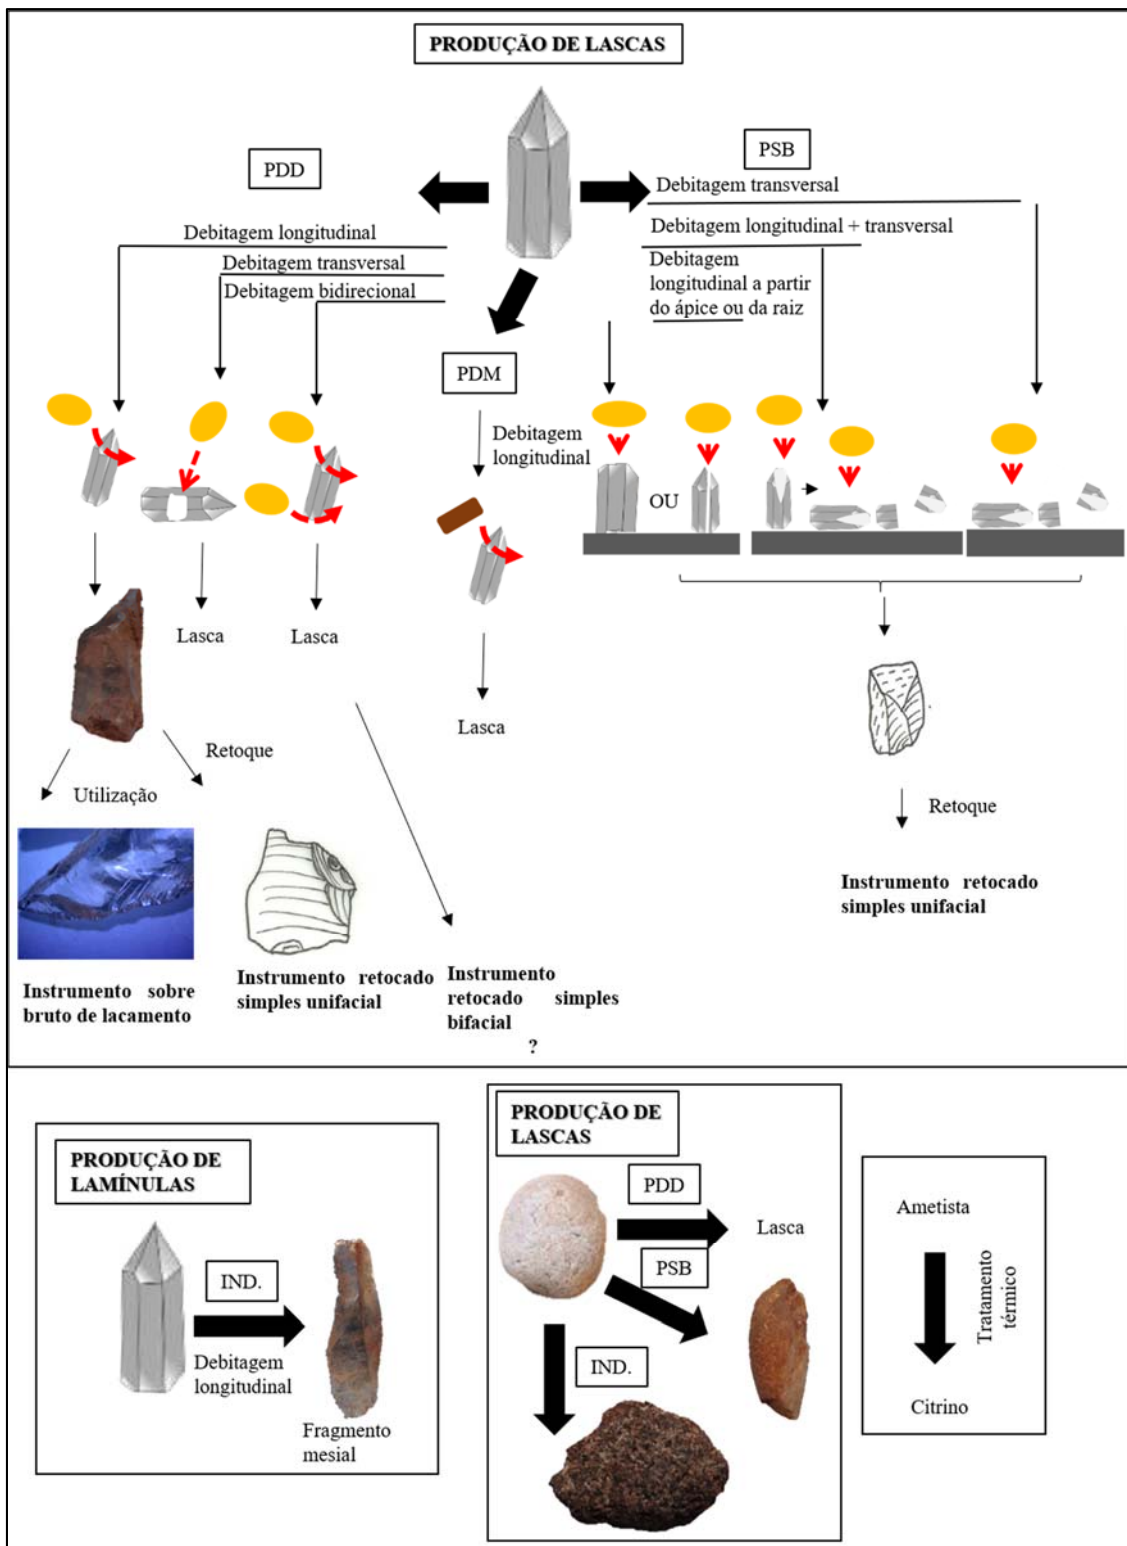 PRODUÇÃO DE LASCAS
PDD
PSB
Debitagem transversal
Debitagem longitudinal
Debitagem longitudinal + transversal
Debitagem transversal
Debitagem
longitudinal a partir
do ápice ou da raiz
Debitagem bidirecional
PDM
Debitagem
longitudinal
OU
Lasca
Lasca
Lasca
Retoque
Utilização
Retoque
Instrumento retocado
simples unifacial
Instrumento sobre
bruto de lacamento
Instrumento retocado
simples unifacial
Instrumento
retocado simples
bifacial
?
PRODUÇÃO DE
LAMÍNULAS
IND.
Debitagem
longitudinal
Fragmento
mesial
PRODUÇÃO DE
LASCAS
PDD
Lasca
PSB
IND.
Ametista
Tratamento
térmico
Citrino